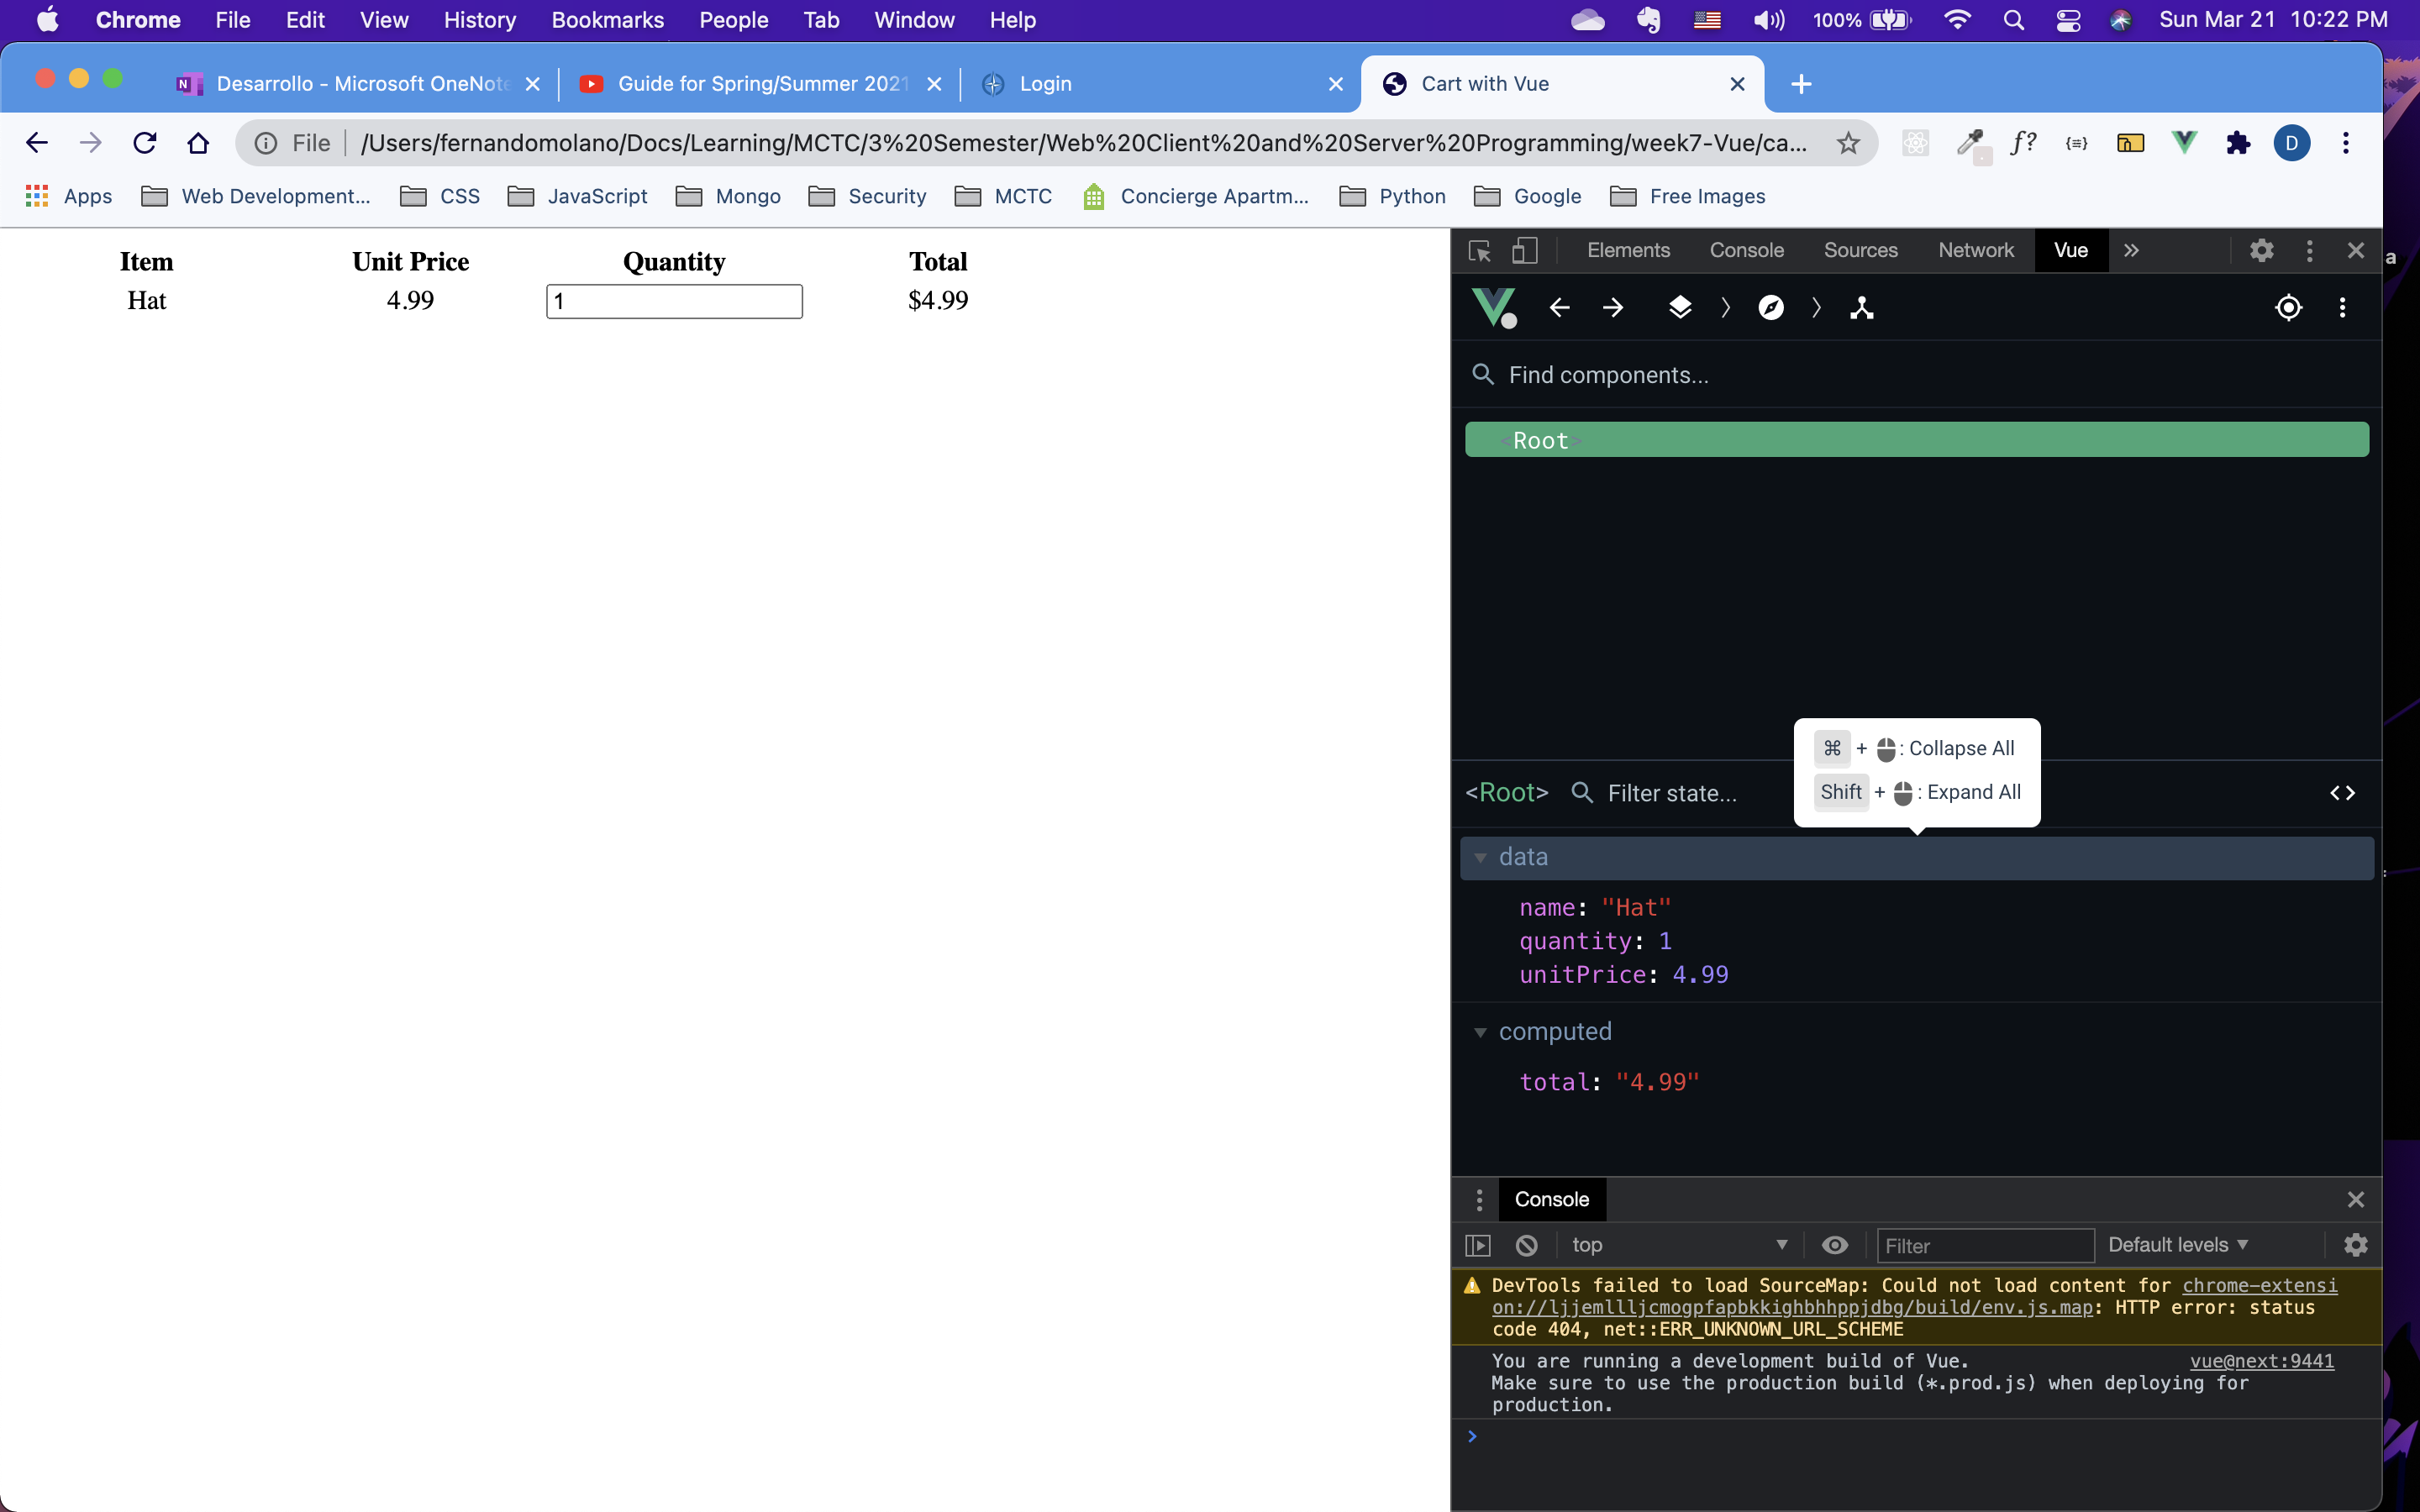 Chrome File Edit View History Bookmarks People Tab Window Help 100% Sun Mar 21 10:22 PM
Desarrollo - Microsoft OneNote Guide for Spring/Summer 2021 Login Cart with Vue
File /Users/fernandomolano/Docs/Learning/MCTC/3%20Semester/Web%20Client%20and%20Server%20Programming/week7-Vue/ca... f? {≡} D
Apps Web Development... CSS JavaScript Mongo Security MCTC Concierge Apartm... Python Google Free Images
Item Unit Price Quantity Total
Hat 4.99 1 $4.99
Elements Console Sources Network Vue »
Find components...
<Root>
⌘ + : Collapse All
Shift + : Expand All
<Root> Filter state...
data
name: "Hat"
quantity: 1
unitPrice: 4.99
computed
total: "4.99"
Console
top Filter Default levels
DevTools failed to load SourceMap: Could not load content for chrome-extensi
on://ljjemllljcmogpfapbkkighbhhppjdbg/build/env.js.map: HTTP error: status
code 404, net::ERR_UNKNOWN_URL_SCHEME
You are running a development build of Vue. vue@next:9441
Make sure to use the production build (*.prod.js) when deploying for
production.